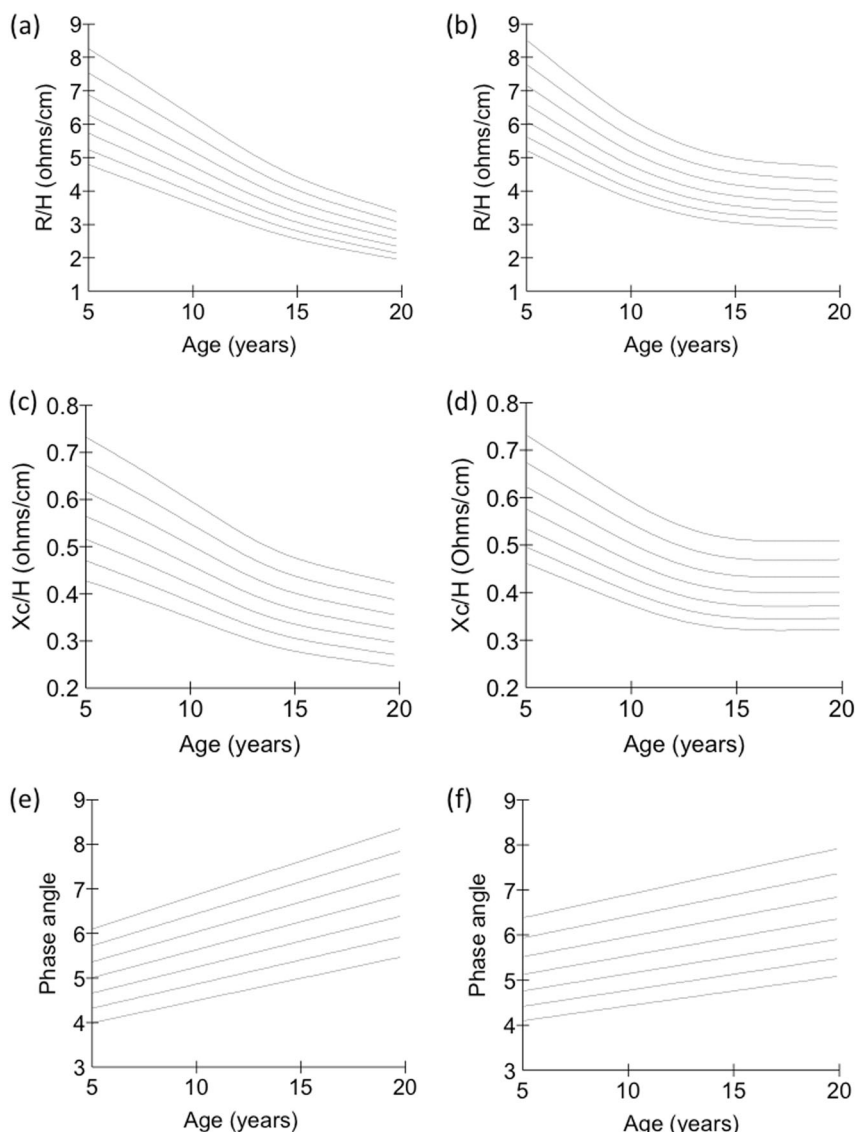 (a)
9
8
7
6
5
4
3
2
1
R/H (ohms/cm)
5 10 15 20
Age (years)
(b)
9
8
7
6
5
4
3
2
1
R/H (ohms/cm)
5 10 15 20
Age (years)
(c)
0.8
0.7
0.6
0.5
0.4
0.3
0.2
Xc/H (ohms/cm)
5 10 15 20
Age (years)
(d)
0.8
0.7
0.6
0.5
0.4
0.3
0.2
Xc/H (Ohms/cm)
5 10 15 20
Age (years)
(e)
9
8
7
6
5
4
3
Phase angle
5 10 15 20
Age (years)
(f)
9
8
7
6
5
4
3
Phase angle
5 10 15 20
Age (years)